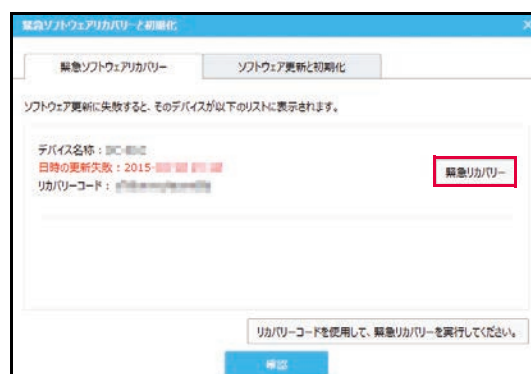 緊急ソフトウェアリカバリーと初期化
緊急ソフトウェアリカバリー
ソフトウェア更新と初期化
ソフトウェア更新に失敗すると、そのデバイスが以下のリストに表示されます。
デバイス名称:
日時の更新失敗:2015-
リカバリーコード:
緊急リカバリー
リカバリーコードを使用して、緊急リカバリーを実行してください。
確認